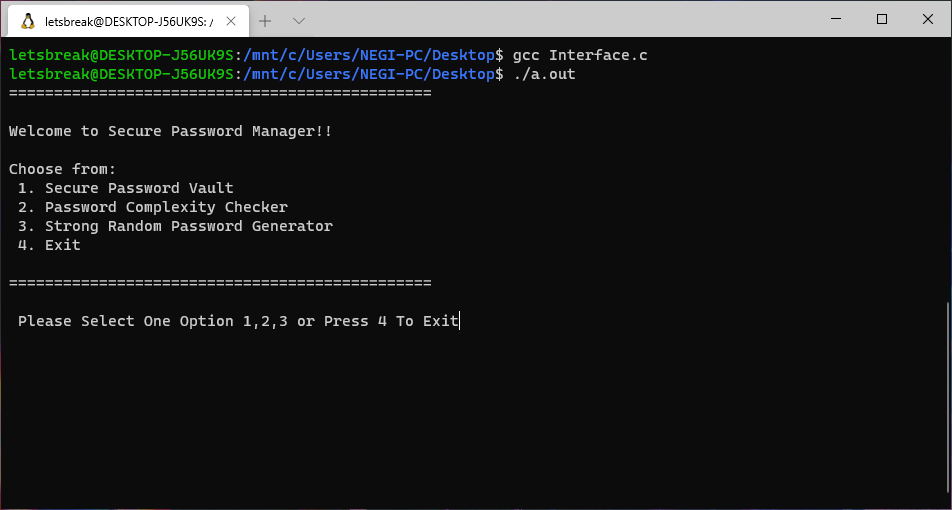 letsbreak@DESKTOP-J56UK9S: /
letsbreak@DESKTOP-J56UK9S:/mnt/c/Users/NEGI-PC/Desktop$ gcc Interface.c
letsbreak@DESKTOP-J56UK9S:/mnt/c/Users/NEGI-PC/Desktop$ ./a.out
===============================================
Welcome to Secure Password Manager!!
Choose from:
1. Secure Password Vault
2. Password Complexity Checker
3. Strong Random Password Generator
4. Exit
===============================================
Please Select One Option 1,2,3 or Press 4 To Exit